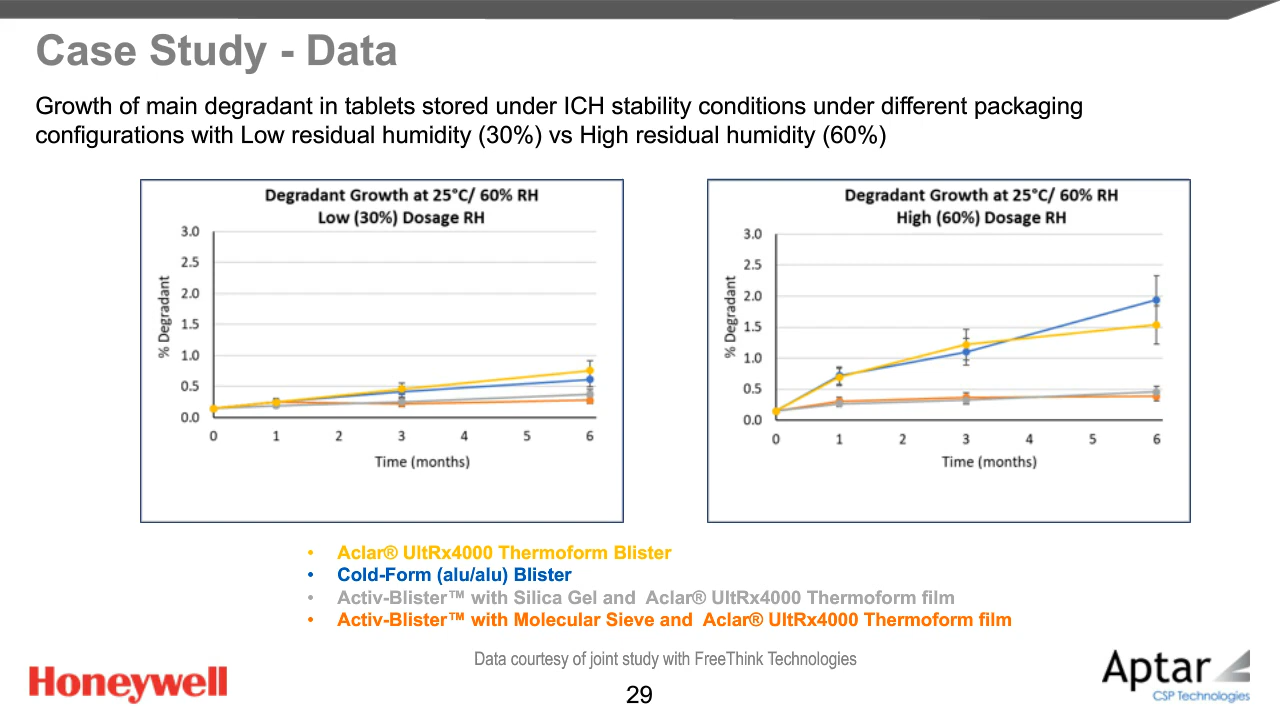 Case Study - Data
Growth of main degradant in tablets stored under ICH stability conditions under different packaging
configurations with Low residual humidity (30%) vs High residual humidity (60%)
Degradant Growth at 25°C/ 60% RH
Low (30%) Dosage RH
% Degradant
3.0
2.5
2.0
1.5
1.0
0.5
0.0
0 1 2 3 4 5 6
Time (months)
Degradant Growth at 25°C/ 60% RH
High (60%) Dosage RH
% Degradant
3.0
2.5
2.0
1.5
1.0
0.5
0.0
0 1 2 3 4 5 6
Time (months)
• Aclar® UltRx4000 Thermoform Blister
• Cold-Form (alu/alu) Blister
• Activ-Blister™ with Silica Gel and Aclar® UltRx4000 Thermoform film
• Activ-Blister™ with Molecular Sieve and Aclar® UltRx4000 Thermoform film
Data courtesy of joint study with FreeThink Technologies
Honeywell
29
Aptar
CSP Technologies